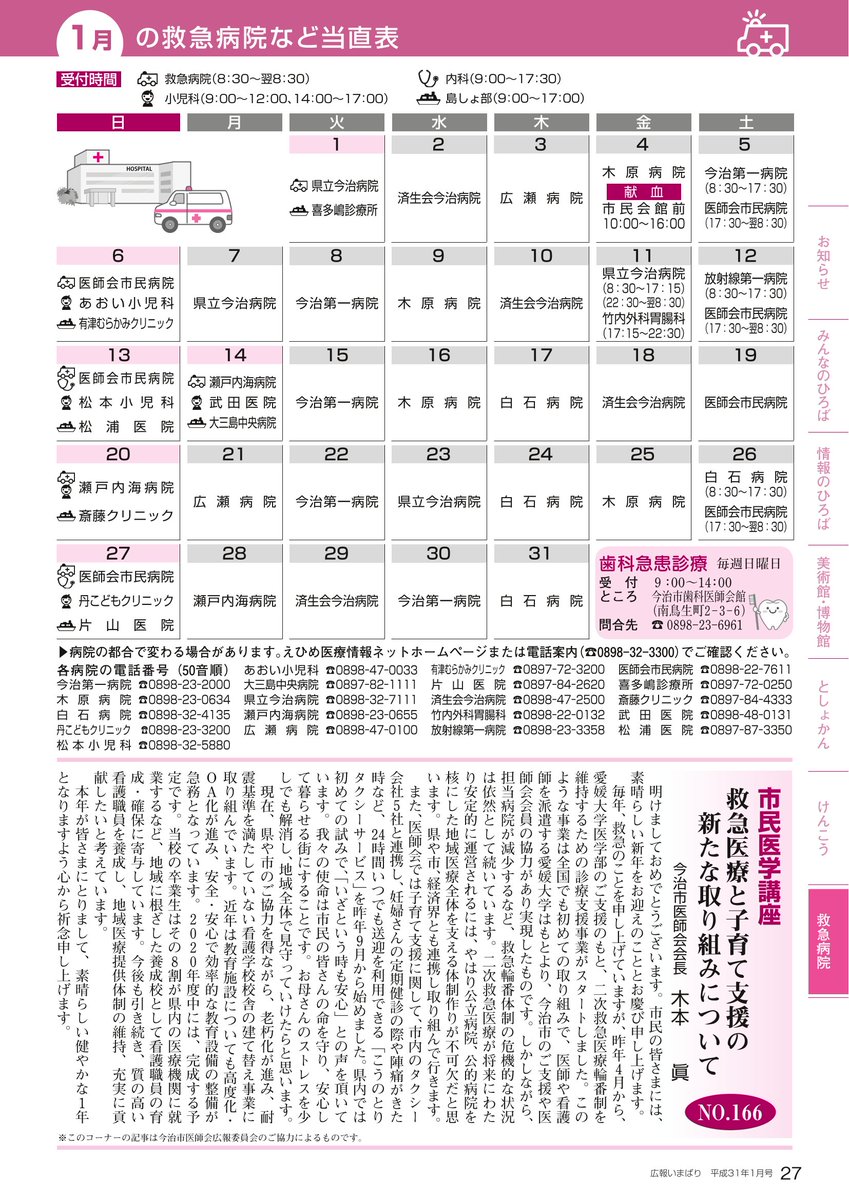 1月 の救急病院など当直表
受付時間 救急病院(8:30〜翌8:30) 内科(9:00〜17:30)
小児科(9:00〜12:00、14:00〜17:00) 島しょ部(9:00〜17:00)
日 月 火 水 木 金 土
HOSPITAL
1
県立今治病院
喜多嶋診療所
2
済生会今治病院
3
広瀬病院
4
木原病院
献血
市民会館前
10:00〜16:00
5
今治第一病院
(8:30〜17:30)
医師会市民病院
(17:30〜翌8:30)
6
医師会市民病院
あおい小児科
有津むらかみクリニック
7
県立今治病院
8
今治第一病院
9
木原病院
10
済生会今治病院
11
県立今治病院
(8:30〜17:15)
(22:30〜翌8:30)
竹内外科胃腸科
(17:15〜22:30)
12
放射線第一病院
(8:30〜17:30)
医師会市民病院
(17:30〜翌8:30)
13
医師会市民病院
松本小児科
松浦医院
14
瀬戸内海病院
武田医院
大三島中央病院
15
今治第一病院
16
木原病院
17
白石病院
18
済生会今治病院
19
医師会市民病院
20
瀬戸内海病院
斎藤クリニック
21
広瀬病院
22
今治第一病院
23
県立今治病院
24
白石病院
25
木原病院
26
白石病院
(8:30〜17:30)
医師会市民病院
(17:30〜翌8:30)
27
医師会市民病院
丹こどもクリニック
片山医院
28
瀬戸内海病院
29
済生会今治病院
30
今治第一病院
31
白石病院
歯科急患診療 毎週日曜日
受付 9:00〜14:00
ところ 今治市歯科医師会館
(南鳥生町2-3-6)
問合先 ☎0898-23-6961
▶病院の都合で変わる場合があります。えひめ医療情報ネットホームページまたは電話案内(☎0898-32-3300)でご確認ください。
各病院の電話番号(50音順) あおい小児科 ☎0898-47-0033 有津むらかみクリニック ☎0897-72-3200 医師会市民病院 ☎0898-22-7611
今治第一病院 ☎0898-23-2000 大三島中央病院 ☎0897-82-1111 片山医院 ☎0897-84-2620 喜多嶋診療所 ☎0897-72-0250
木原病院 ☎0898-23-0634 県立今治病院 ☎0898-32-7111 済生会今治病院 ☎0898-47-2500 斎藤クリニック ☎0897-84-4333
白石病院 ☎0898-32-4135 瀬戸内海病院 ☎0898-23-0655 竹内外科胃腸科 ☎0898-22-0132 武田医院 ☎0898-48-0131
丹こどもクリニック ☎0898-23-3200 広瀬病院 ☎0898-47-0100 放射線第一病院 ☎0898-23-3358 松浦医院 ☎0897-87-3350
松本小児科 ☎0898-32-5880
市民医学講座
救急医療と子育て支援の
新たな取り組みについて
今治市医師会会長 木本 眞
NO.166
明けましておめでとうございます。市民の皆さまには、
素晴らしい新年をお迎えのこととお慶び申し上げます。
毎年、救急のことを申し上げていますが、昨年4月から、
愛媛大学医学部のご支援のもと、二次救急医療輪番制を
維持するための診療支援事業がスタートしました。この
ような事業は全国でも初めての取り組みで、医師や看護
師を派遣する愛媛大学はもとより、今治市のご支援や医
師会会員の協力があり実現したものです。しかしながら、
担当病院が減少するなど、救急輪番体制の危機的な状況
は依然として続いています。二次救急医療が将来にわた
り安定的に運営されるには、やはり公立病院、公的病院を
核にした地域医療全体を支える体制作りが不可欠だと思
います。県や市、経済界とも連携し取り組んで行きます。
また、医師会では子育て支援に関して、市内のタクシー
会社5社と連携し、妊婦さんの定期健診の際や陣痛がきた
時など、24時間いつでも送迎を利用できる「こうのとり
タクシーサービス」を昨年9月から始めました。県内では
初めての試みで、「いざという時も安心」との声を頂いて
います。我々の使命は市民の皆さんの命を守り、安心し
て暮らせる街にすることです。お母さんのストレスを少
しでも解消し、地域全体で見守っていけたらと思います。
現在、県や市のご協力を得ながら、老朽化が進み、耐
震基準を満たしていない看護学校校舎の建て替え事業に
取り組んでいます。近年は教育施設についても高度化・
OA化が進み、安全・安心で効率的な教育設備の整備が
急務となっています。2020年度中には、完成する予
定です。当校の卒業生はその8割が県内の医療機関に就
業するなど、地域に根ざした養成校として看護職員の育
成・確保に寄与しています。今後も引き続き、質の高い
看護職員を養成し、地域医療提供体制の維持、充実に貢
献したいと考えています。
本年が皆さまにとりまして、素晴らしい健やかな1年
となりますよう心から祈念申し上げます。
※このコーナーの記事は今治市医師会広報委員会のご協力によるものです。
お知らせ
みんなのひろば
情報のひろば
美術館・博物館
としょかん
けんこう
救急病院
広報いまばり 平成31年1月号 27